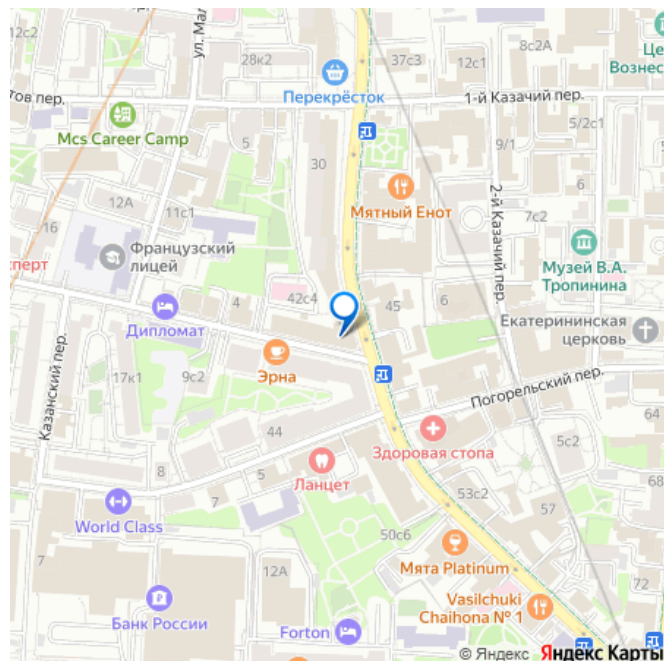 12с2
ул. Мал
28к2
37с3
12с1
8с2А
Це
Вознес
Перекрёсток
тов пер.
1-й Казачий пер.
Mcs Career Camp
5
30
9/1
5/2с1
12А
11с1
Мятный Енот
2-й Казачий пер.
7с2
16
Французский
лицей
Музей В.А.
Тропинина
сперт
4
42с4
45
6
Дипломат
Екатерининская
церковь
Казанский пер.
17к1
9с2
Эрна
Погорельский пер.
64
44
Здоровая стопа
5с2
8
5
Ланцет
68
7
World Class
53с2
57
50с6
7
12А
Мята Platinum
72
Vasilchuki
Chaihona № 1
Банк России
Forton
© Яндекс Яндекс Карты